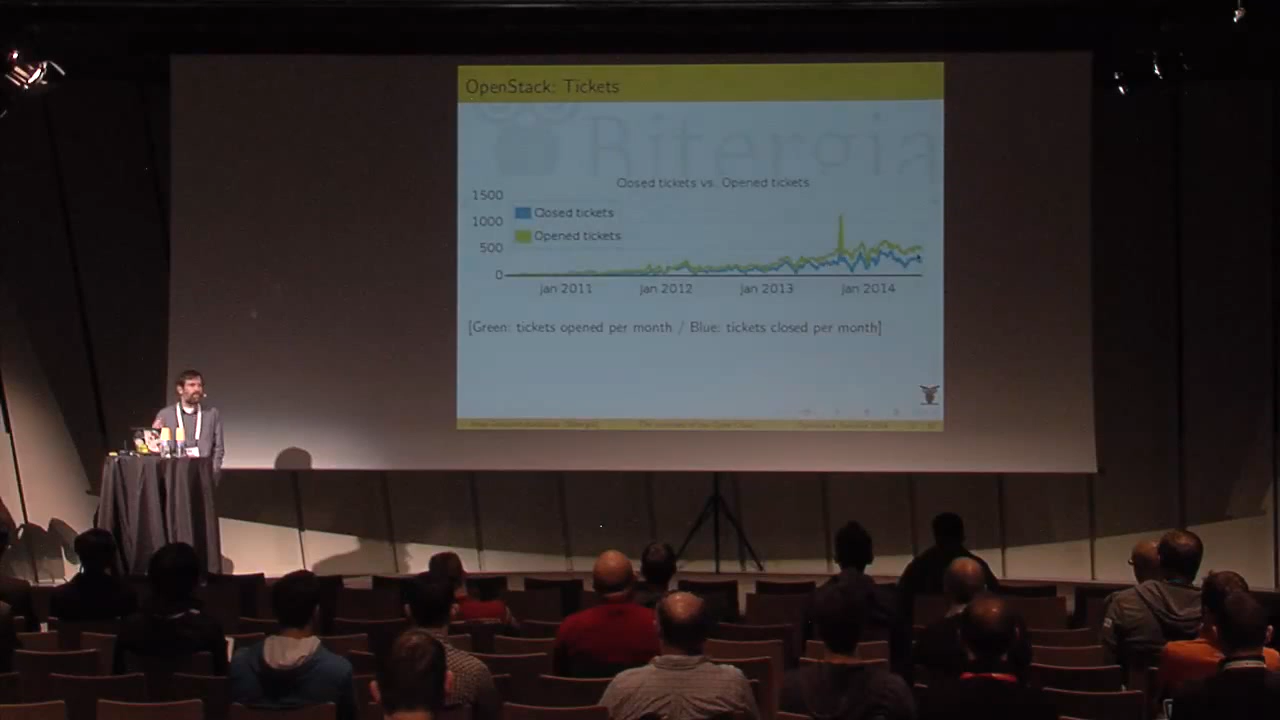 OpenStack: Tickets
Bitergia
Closed tickets vs. Opened tickets
1500
1000
500
0
Closed tickets
Opened tickets
Jan 2011
Jan 2012
Jan 2013
Jan 2014
[Green: tickets opened per month / Blue: tickets closed per month]